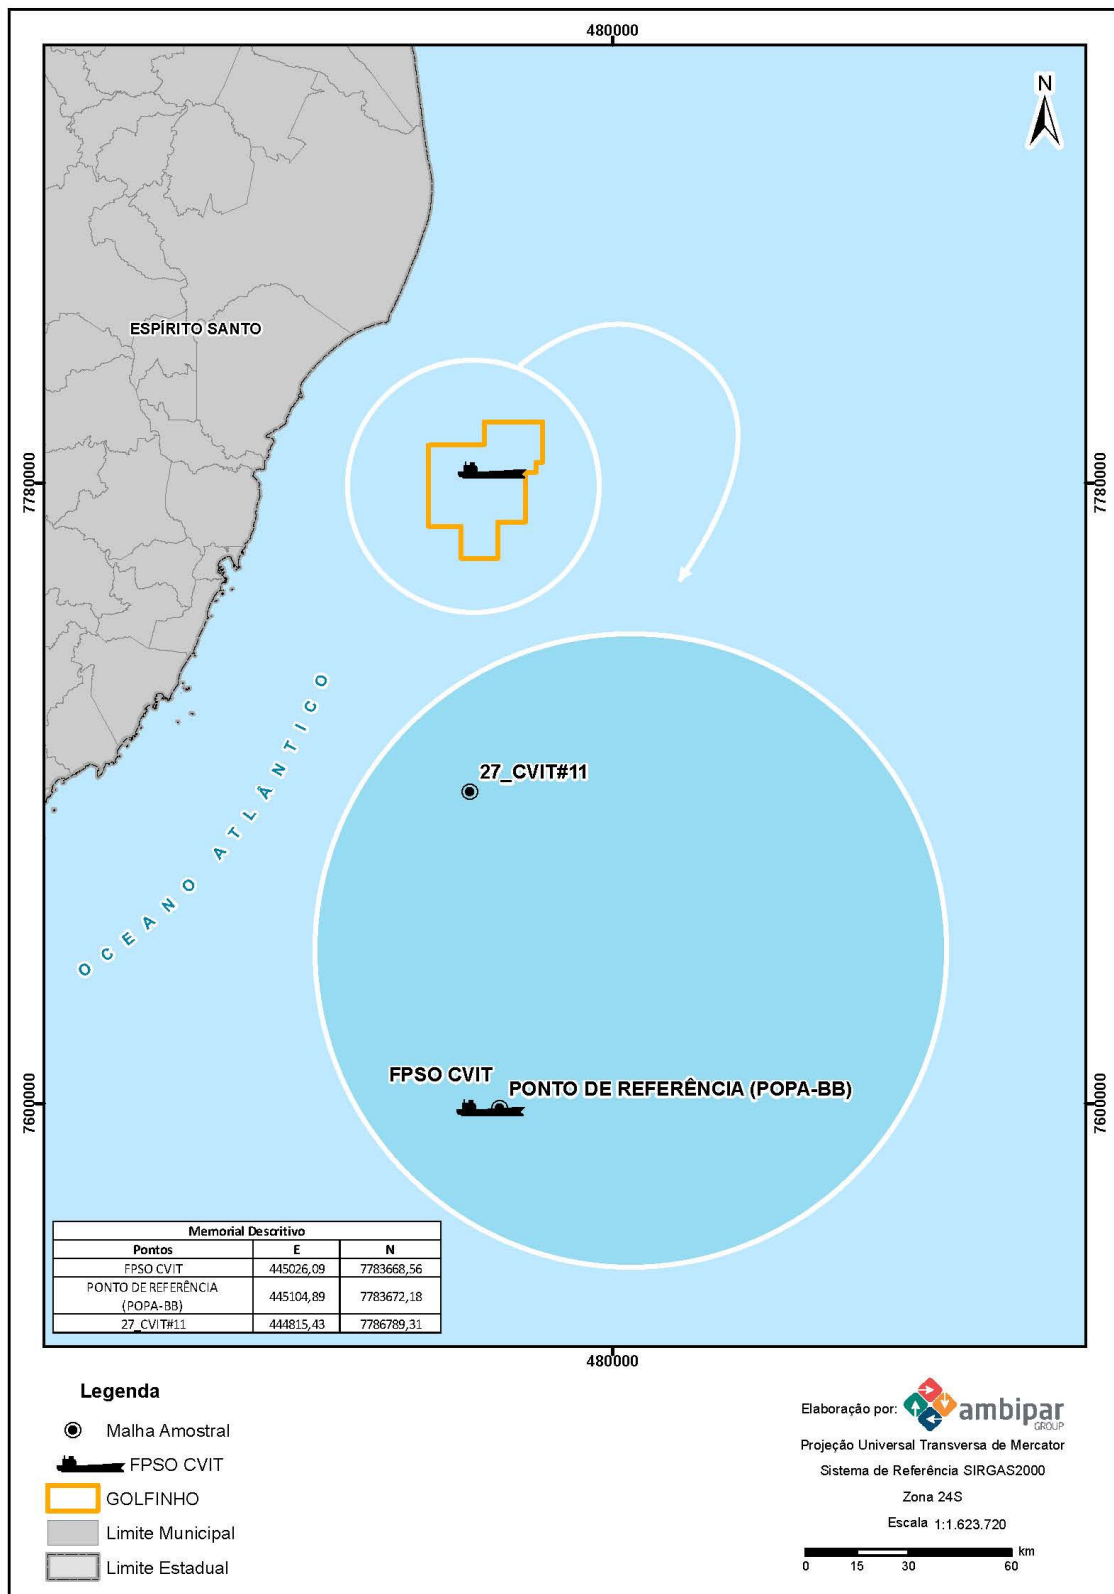 480000
N
ESPÍRITO SANTO
7780000
7780000
OCEANO ATLÂNTICO
27_CVIT#11
FPSO CVIT
PONTO DE REFERÊNCIA (POPA-BB)
7600000
7600000
Memorial Descritivo
Pontos E N
FPSO CVIT 445026,09 7783668,56
PONTO DE REFERÊNCIA
(POPA-BB) 445104,89 7783672,18
27_CVIT#11 444815,43 7786789,31
480000
Legenda
Malha Amostral
FPSO CVIT
GOLFINHO
Limite Municipal
Limite Estadual
Elaboração por: ambipar
GROUP
Projeção Universal Transversa de Mercator
Sistema de Referência SIRGAS2000
Zona 24S
Escala 1:1.623.720
km
0 15 30 60